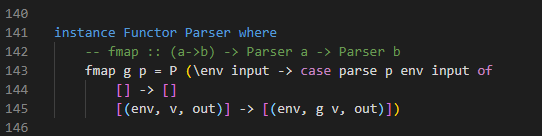 140
141 instance Functor Parser where
142 -- fmap :: (a->b) -> Parser a -> Parser b
143 fmap g p = P (\env input -> case parse p env input of
144 [] -> []
145 [(env, v, out)] -> [(env, g v, out)])
146